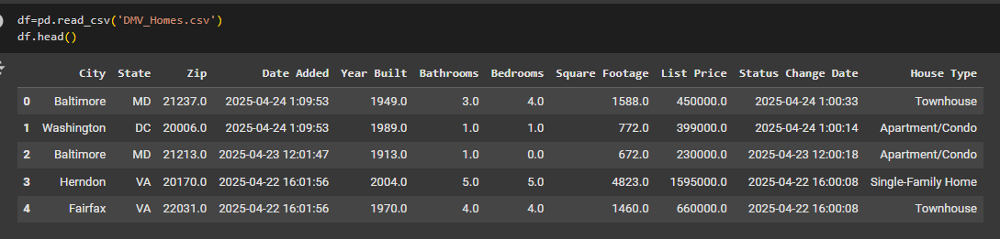 df=pd.read_csv('DMV_Homes.csv')
df.head()
City State Zip Date Added Year Built Bathrooms Bedrooms Square Footage List Price Status Change Date House Type
0 Baltimore MD 21237.0 2025-04-24 1:09:53 1949.0 3.0 4.0 1588.0 450000.0 2025-04-24 1:00:33 Townhouse
1 Washington DC 20006.0 2025-04-24 1:09:53 1989.0 1.0 1.0 772.0 399000.0 2025-04-24 1:00:14 Apartment/Condo
2 Baltimore MD 21213.0 2025-04-23 12:01:47 1913.0 1.0 0.0 672.0 230000.0 2025-04-23 12:00:18 Apartment/Condo
3 Herndon VA 20170.0 2025-04-22 16:01:56 2004.0 5.0 5.0 4823.0 1595000.0 2025-04-22 16:00:08 Single-Family Home
4 Fairfax VA 22031.0 2025-04-22 16:01:56 1970.0 4.0 4.0 1460.0 660000.0 2025-04-22 16:00:08 Townhouse